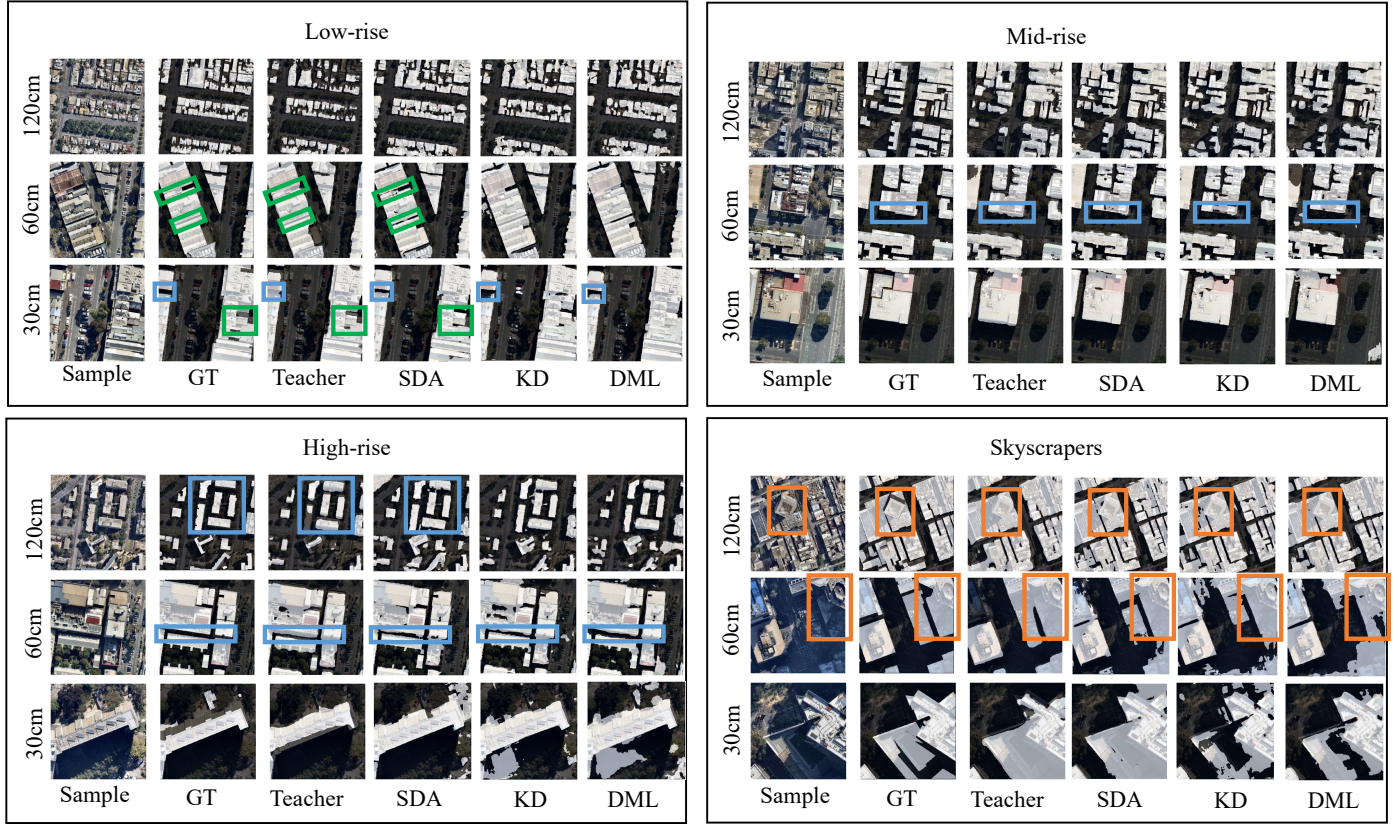 Low-rise
120cm
60cm
30cm
Sample GT Teacher SDA KD DML
Mid-rise
120cm
60cm
30cm
Sample GT Teacher SDA KD DML
High-rise
120cm
60cm
30cm
Sample GT Teacher SDA KD DML
Skyscrapers
120cm
60cm
30cm
Sample GT Teacher SDA KD DML